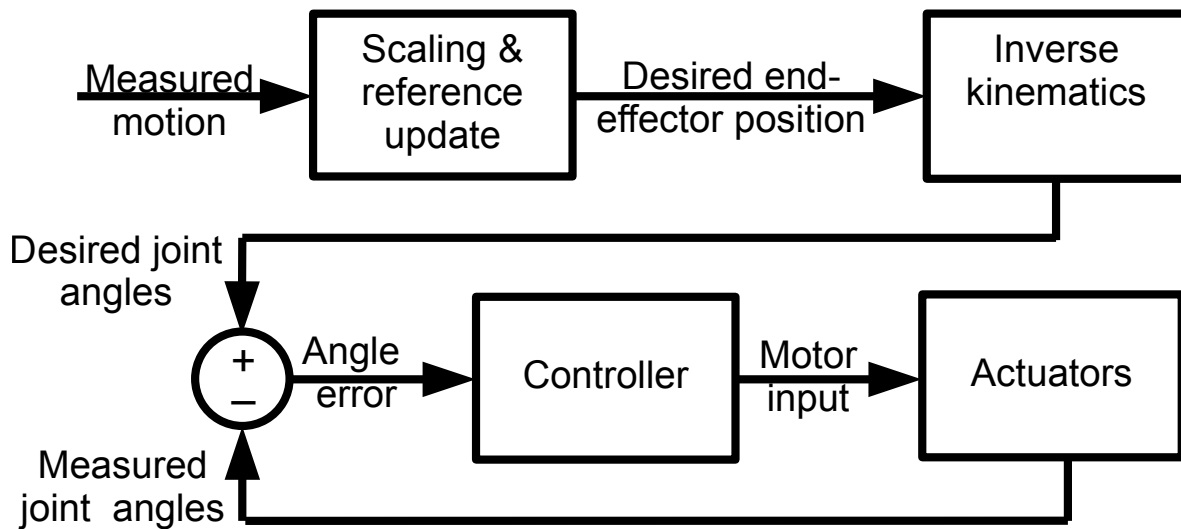 Measured
motion
Scaling &
reference
update
Desired end-
effector position
Inverse
kinematics
Desired joint
angles
+
−
Angle
error
Controller
Motor
input
Actuators
Measured
joint angles